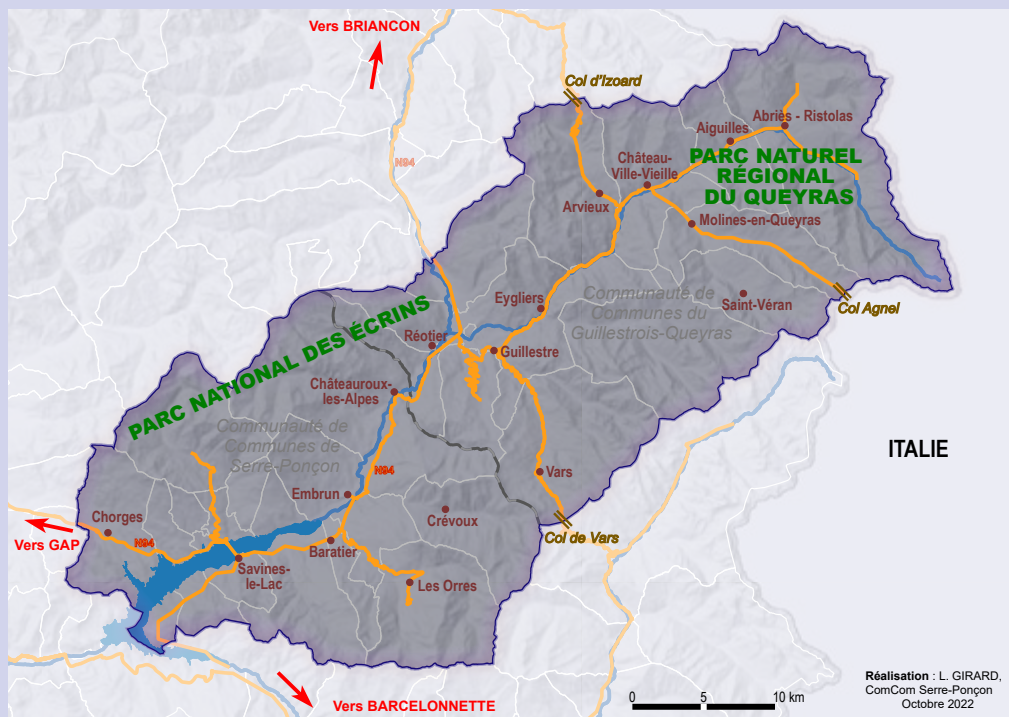 Vers BRIANCON
Col d'Izoard
Abriès - Ristolas
Aiguilles
N94
Château-
Ville-Vieille
PARC NATUREL
RÉGIONAL
DU QUEYRAS
Arvieux
Molines-en-Queyras
Communauté de
Communes du
Guillestrois-Queyras
Saint-Véran
Col Agnel
Eygliers
PARC NATIONAL DES ÉCRINS
Réotier
Guillestre
Châteauroux-
les-Alpes
Communauté de
Communes de
Serre-Ponçon
ITALIE
N94
Vars
Embrun
Crévoux
Chorges
Vers GAP
N94
Col de Vars
Baratier
Savines-
le-Lac
Les Orres
Vers BARCELONNETTE
0 5 10 km
Réalisation : L. GIRARD,
ComCom Serre-Ponçon
Octobre 2022